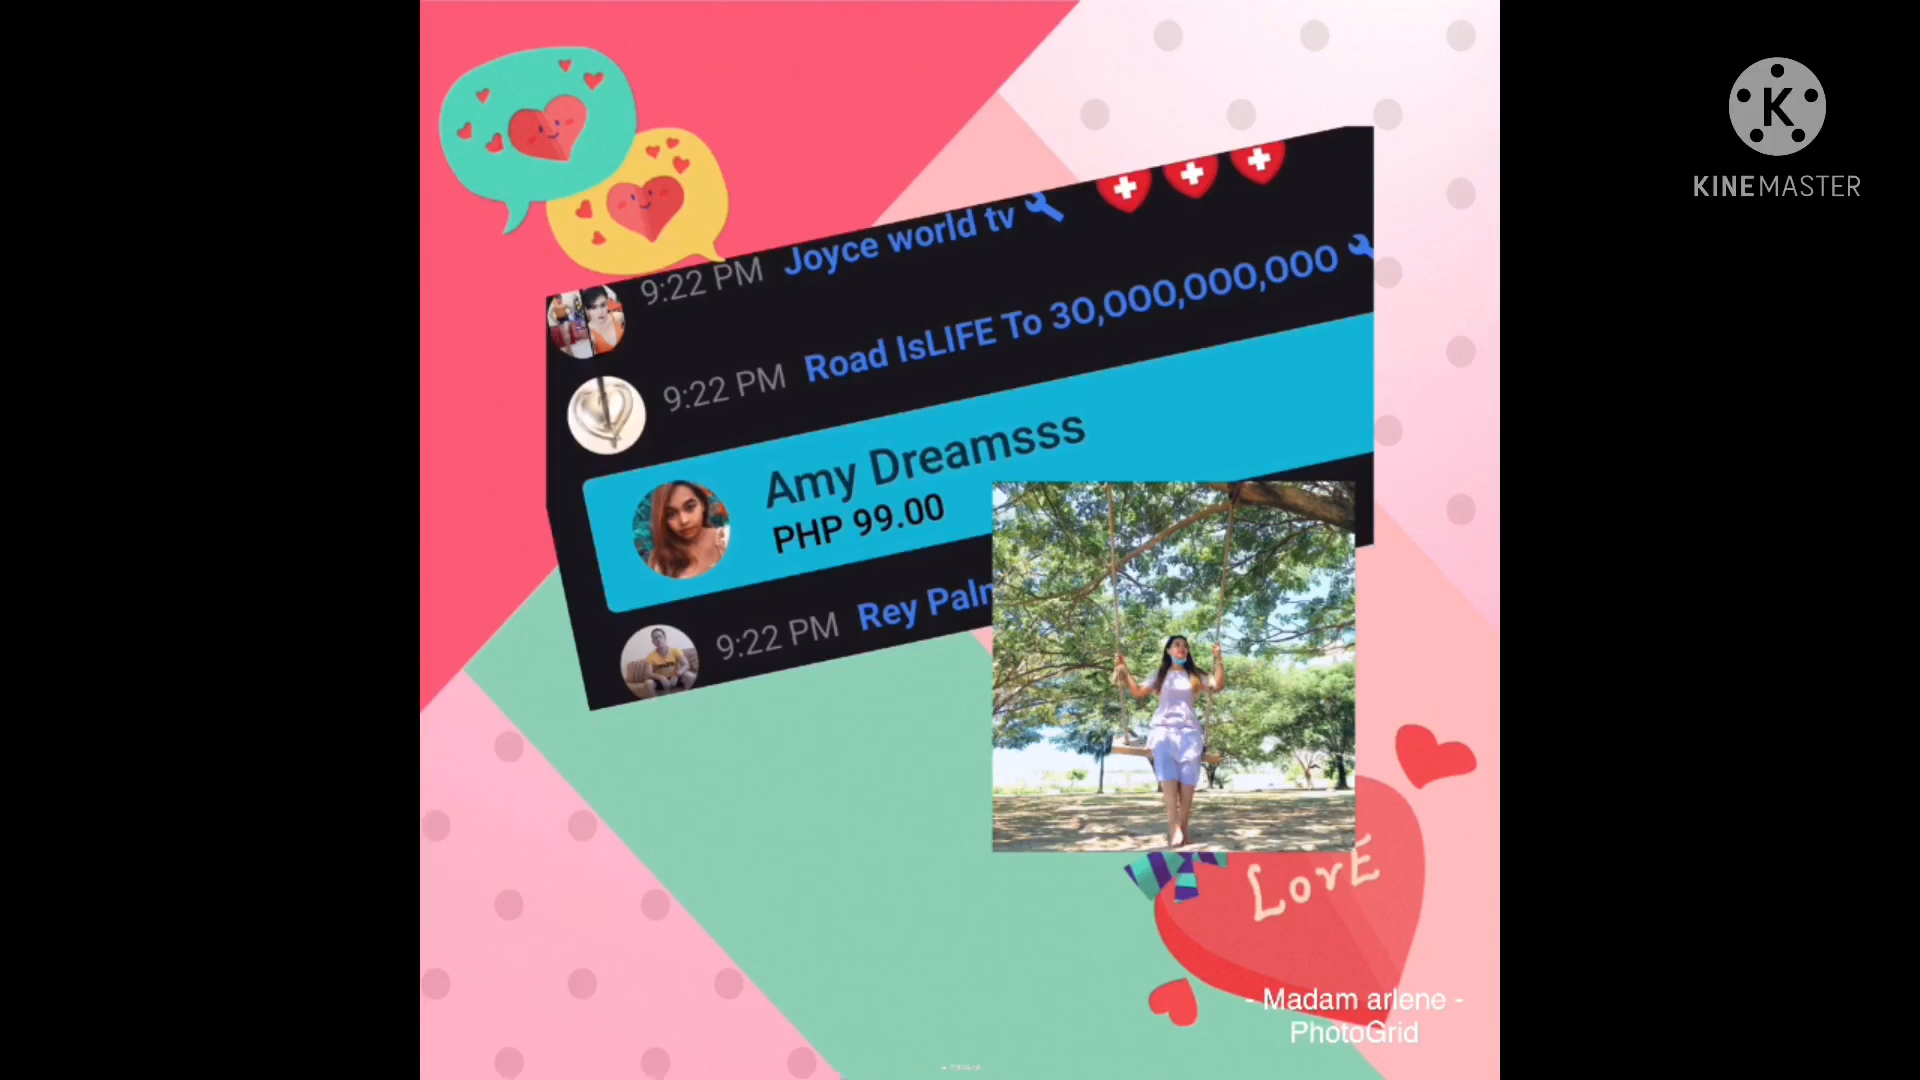 KINEMASTER
9:22 PM Joyce world tv
9:22 PM Road IsLIFE To 30,000,000,000
Amy Dreamsss
PHP 99.00
9:22 PM Rey
LovE
- Madam arlene -
PhotoGrid